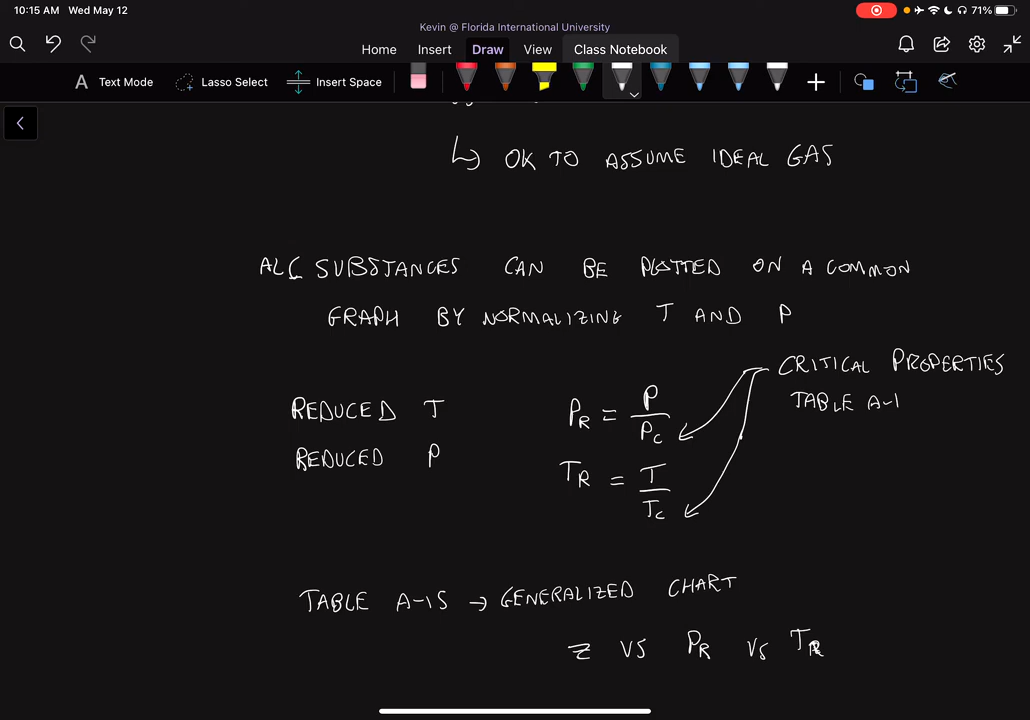 10:15 AM Wed May 12
71%
Kevin @ Florida International University
Home Insert Draw View Class Notebook
Text Mode Lasso Select Insert Space
↳ OK TO ASSUME IDEAL GAS
ALL SUBSTANCES CAN BE PLOTTED ON A COMMON
GRAPH BY NORMALIZING T AND P
CRITICAL PROPERTIES
TABLE A-1
REDUCED T
REDUCED P
PR = P / PC
TR = T / TC
TABLE A-15 → GENERALIZED CHART
Z VS PR VS TR